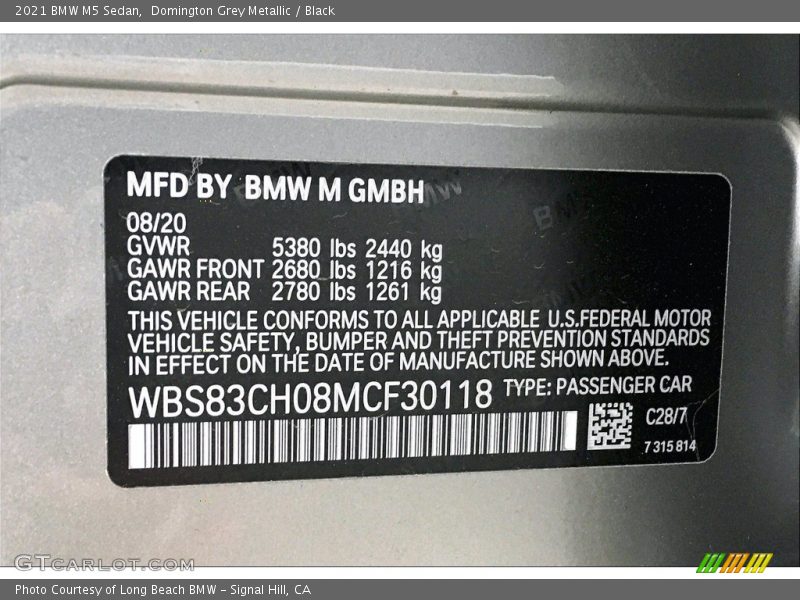 2021 BMW M5 Sedan,  Domington Grey Metallic / Black
MFD BY BMW M GMBH
08/20
GVWR 5380 lbs 2440 kg
GAWR FRONT 2680 lbs 1216 kg
GAWR REAR 2780 lbs 1261 kg
THIS VEHICLE CONFORMS TO ALL APPLICABLE U.S.FEDERAL MOTOR
VEHICLE SAFETY, BUMPER AND THEFT PREVENTION STANDARDS
IN EFFECT ON THE DATE OF MANUFACTURE SHOWN ABOVE.
WBS83CH08MCF30118 TYPE: PASSENGER CAR
C28/7
7 315 814
GTCARLOT.COM
Photo Courtesy of Long Beach BMW – Signal Hill, CA